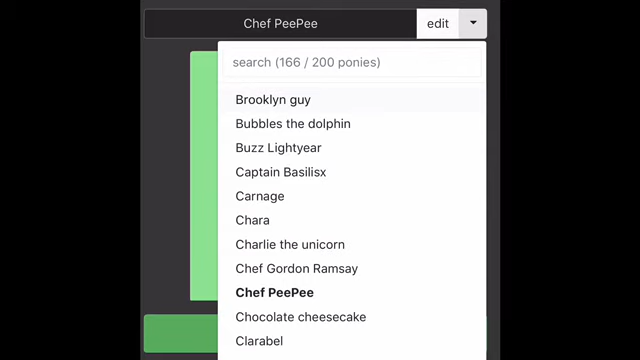 Chef PeePee
edit
search (166 / 200 ponies)
Brooklyn guy
Bubbles the dolphin
Buzz Lightyear
Captain Basilisx
Carnage
Chara
Charlie the unicorn
Chef Gordon Ramsay
Chef PeePee
Chocolate cheesecake
Clarabel